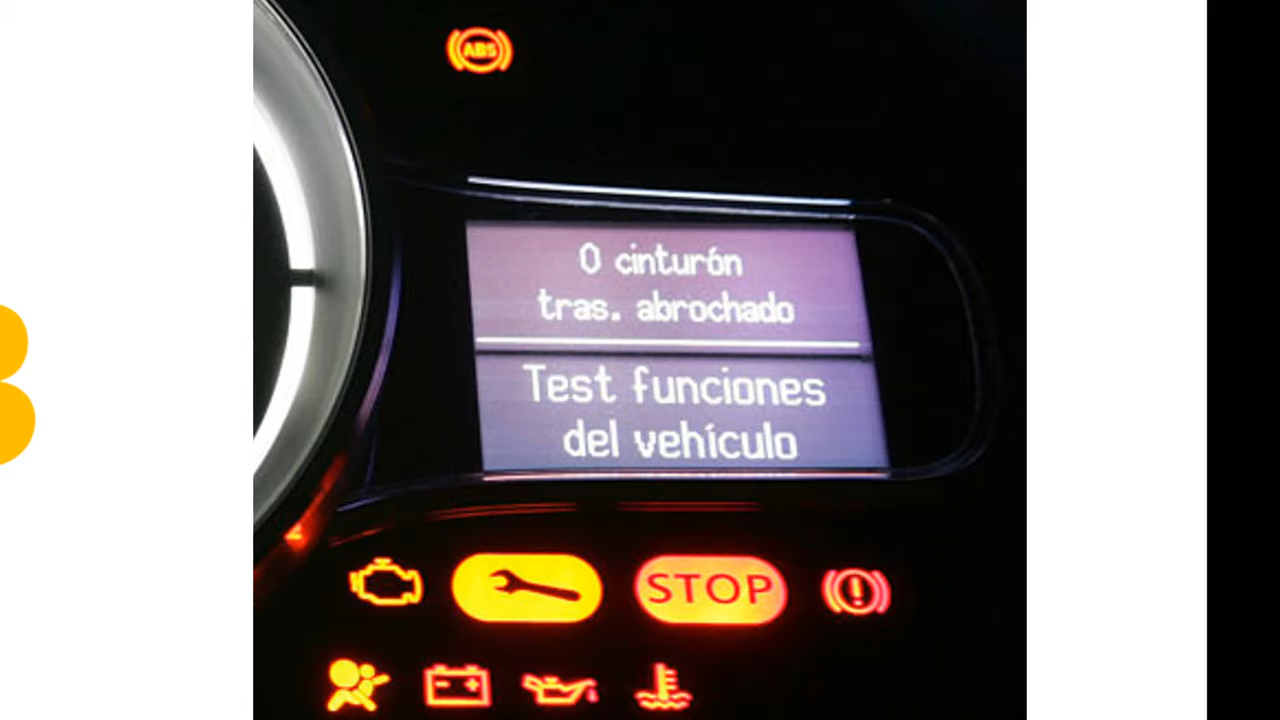 ABS
0 cinturón
tras. abrochado
Test funciones
del vehículo
STOP